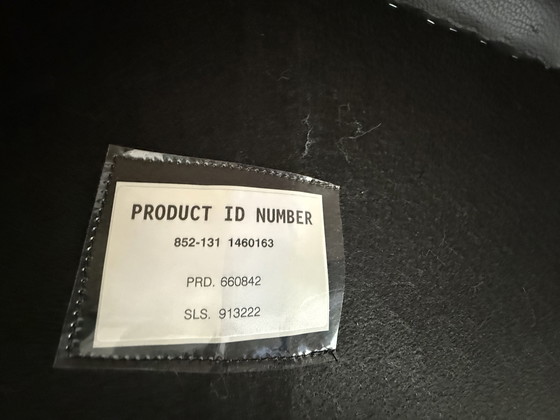 PRODUCT ID NUMBER
852-131 1460163
PRD. 660842
SLS. 913222